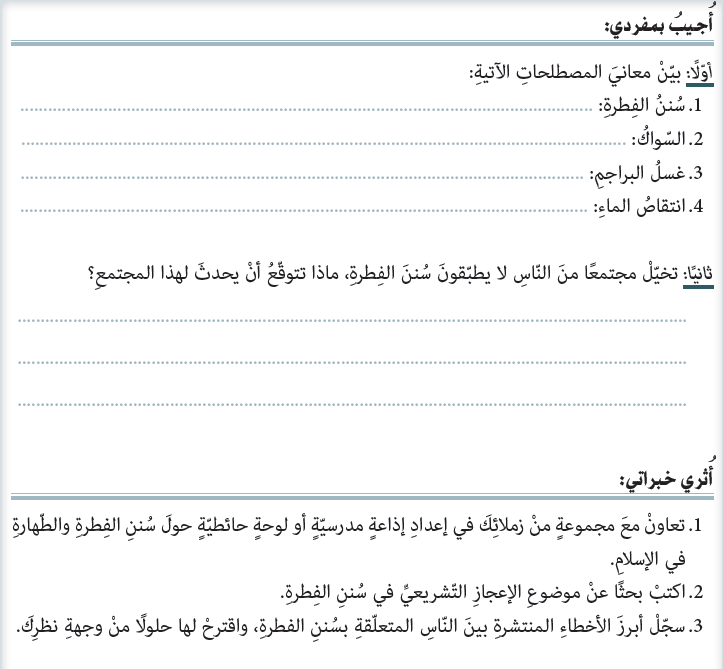 أُجيبُ بمفردي:
أوّلًا: بيّنْ معانيَ المصطلحاتِ الآتيةِ:
1. سُننُ الفِطرةِ: ........................................
2. السّواكُ: ........................................
3. غسلُ البراجمِ: ........................................
4. انتقاصُ الماءِ: ........................................
ثانيًا: تخيّلْ مجتمعًا منَ النّاسِ لا يطبّقونَ سُننَ الفِطرةِ، ماذا تتوقّعُ أنْ يحدثَ لهذا المجتمعِ؟
........................................
........................................
........................................
أُثري خبراتي:
1. تعاونْ معَ مجموعةٍ منْ زملائِكَ في إعدادِ إذاعةٍ مدرسيّةٍ أو لوحةٍ حائطيّةٍ حولَ سُننِ الفِطرةِ والطّهارةِ
في الإسلامِ.
2. اكتبْ بحثًا عنْ موضوعِ الإعجازِ التّشريعيِّ في سُننِ الفِطرةِ.
3. سجّلْ أبرزَ الأخطاءِ المنتشرةِ بينَ النّاسِ المتعلّقةِ بسُننِ الفطرةِ، واقترحْ لها حلولًا منْ وجهةِ نظرِكَ.